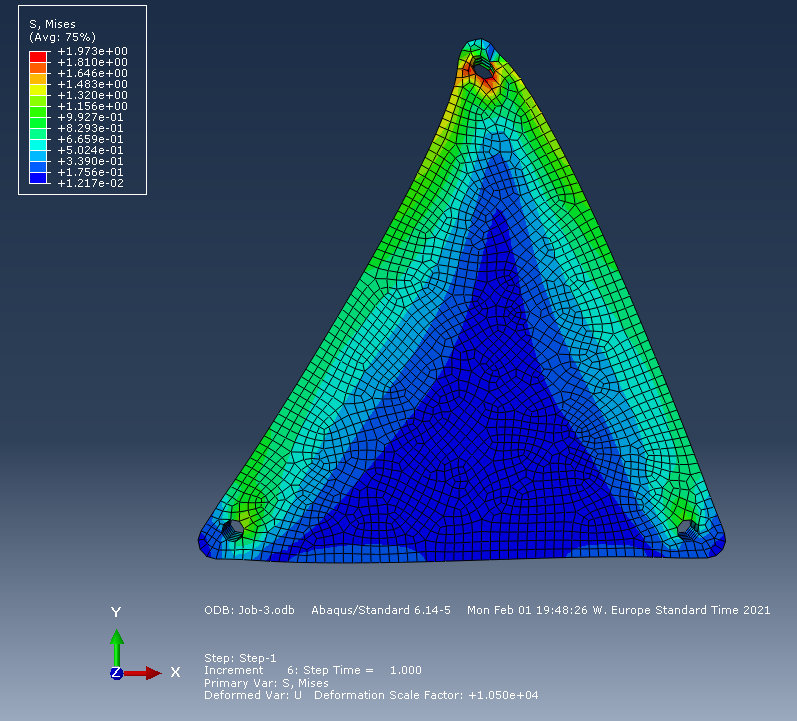 S, Mises
(Avg: 75%)
+1.973e+00
+1.810e+00
+1.646e+00
+1.483e+00
+1.320e+00
+1.156e+00
+9.927e-01
+8.293e-01
+6.659e-01
+5.024e-01
+3.390e-01
+1.756e-01
+1.217e-02
Y
Z
X
ODB: Job-3.odb Abaqus/Standard 6.14-5 Mon Feb 01 19:48:26 W. Europe Standard Time 2021
Step: Step-1
Increment 6: Step Time = 1.000
Primary Var: S, Mises
Deformed Var: U Deformation Scale Factor: +1.050e+04